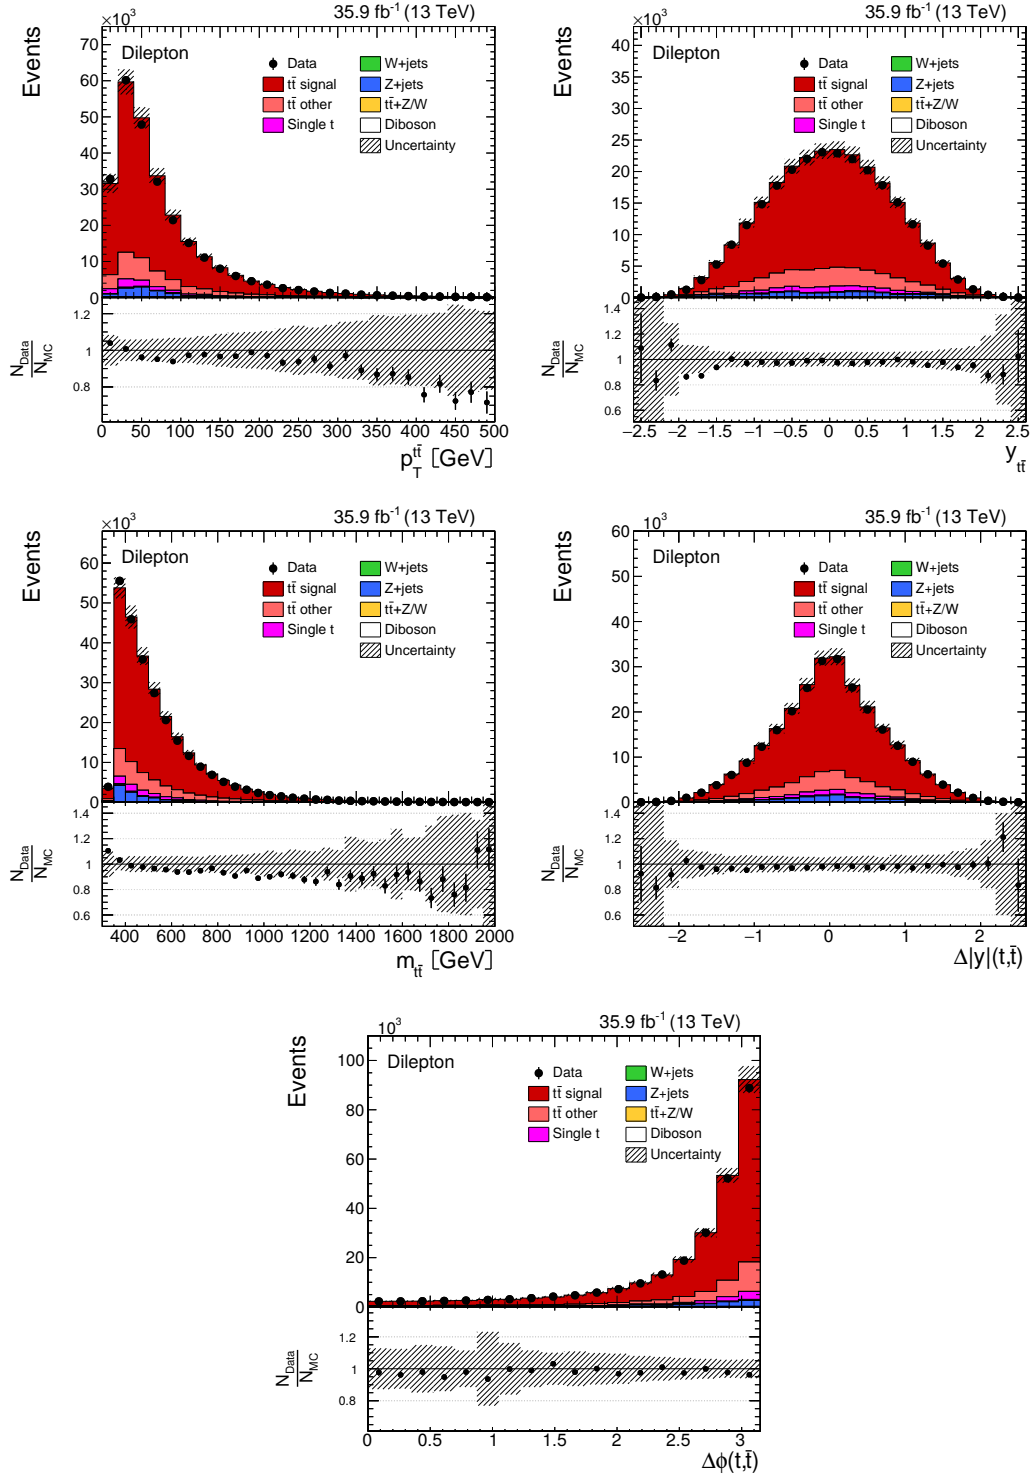 ×10³ 35.9 fb⁻¹ (13 TeV)
Events
Dilepton
Data
tt̄ signal
tt̄ other
Single t
W+jets
Z+jets
tt̄+Z/W
Diboson
Uncertainty
70
60
50
40
30
20
10
0
N_Data/N_MC
1.2
1
0.8
0 50 100 150 200 250 300 350 400 450 500
p_T^tt̄ [GeV]
×10³ 35.9 fb⁻¹ (13 TeV)
Events
Dilepton
Data
tt̄ signal
tt̄ other
Single t
W+jets
Z+jets
tt̄+Z/W
Diboson
Uncertainty
40
35
30
25
20
15
10
5
0
N_Data/N_MC
1.4
1.2
1
0.8
0.6
−2.5 −2 −1.5 −1 −0.5 0 0.5 1 1.5 2 2.5
y_tt̄
×10³ 35.9 fb⁻¹ (13 TeV)
Events
Dilepton
Data
tt̄ signal
tt̄ other
Single t
W+jets
Z+jets
tt̄+Z/W
Diboson
Uncertainty
60
50
40
30
20
10
0
N_Data/N_MC
1.4
1.2
1
0.8
0.6
400 600 800 1000 1200 1400 1600 1800 2000
m_tt̄ [GeV]
10³ 35.9 fb⁻¹ (13 TeV)
Events
Dilepton
Data
tt̄ signal
tt̄ other
Single t
W+jets
Z+jets
tt̄+Z/W
Diboson
Uncertainty
60
50
40
30
20
10
0
N_Data/N_MC
1.4
1.2
1
0.8
0.6
−2 −1 0 1 2
Δ|y|(t,t̄)
10³ 35.9 fb⁻¹ (13 TeV)
Events
Dilepton
Data
tt̄ signal
tt̄ other
Single t
W+jets
Z+jets
tt̄+Z/W
Diboson
Uncertainty
100
80
60
40
20
0
N_Data/N_MC
1.2
1
0.8
0 0.5 1 1.5 2 2.5 3
Δϕ(t,t̄)